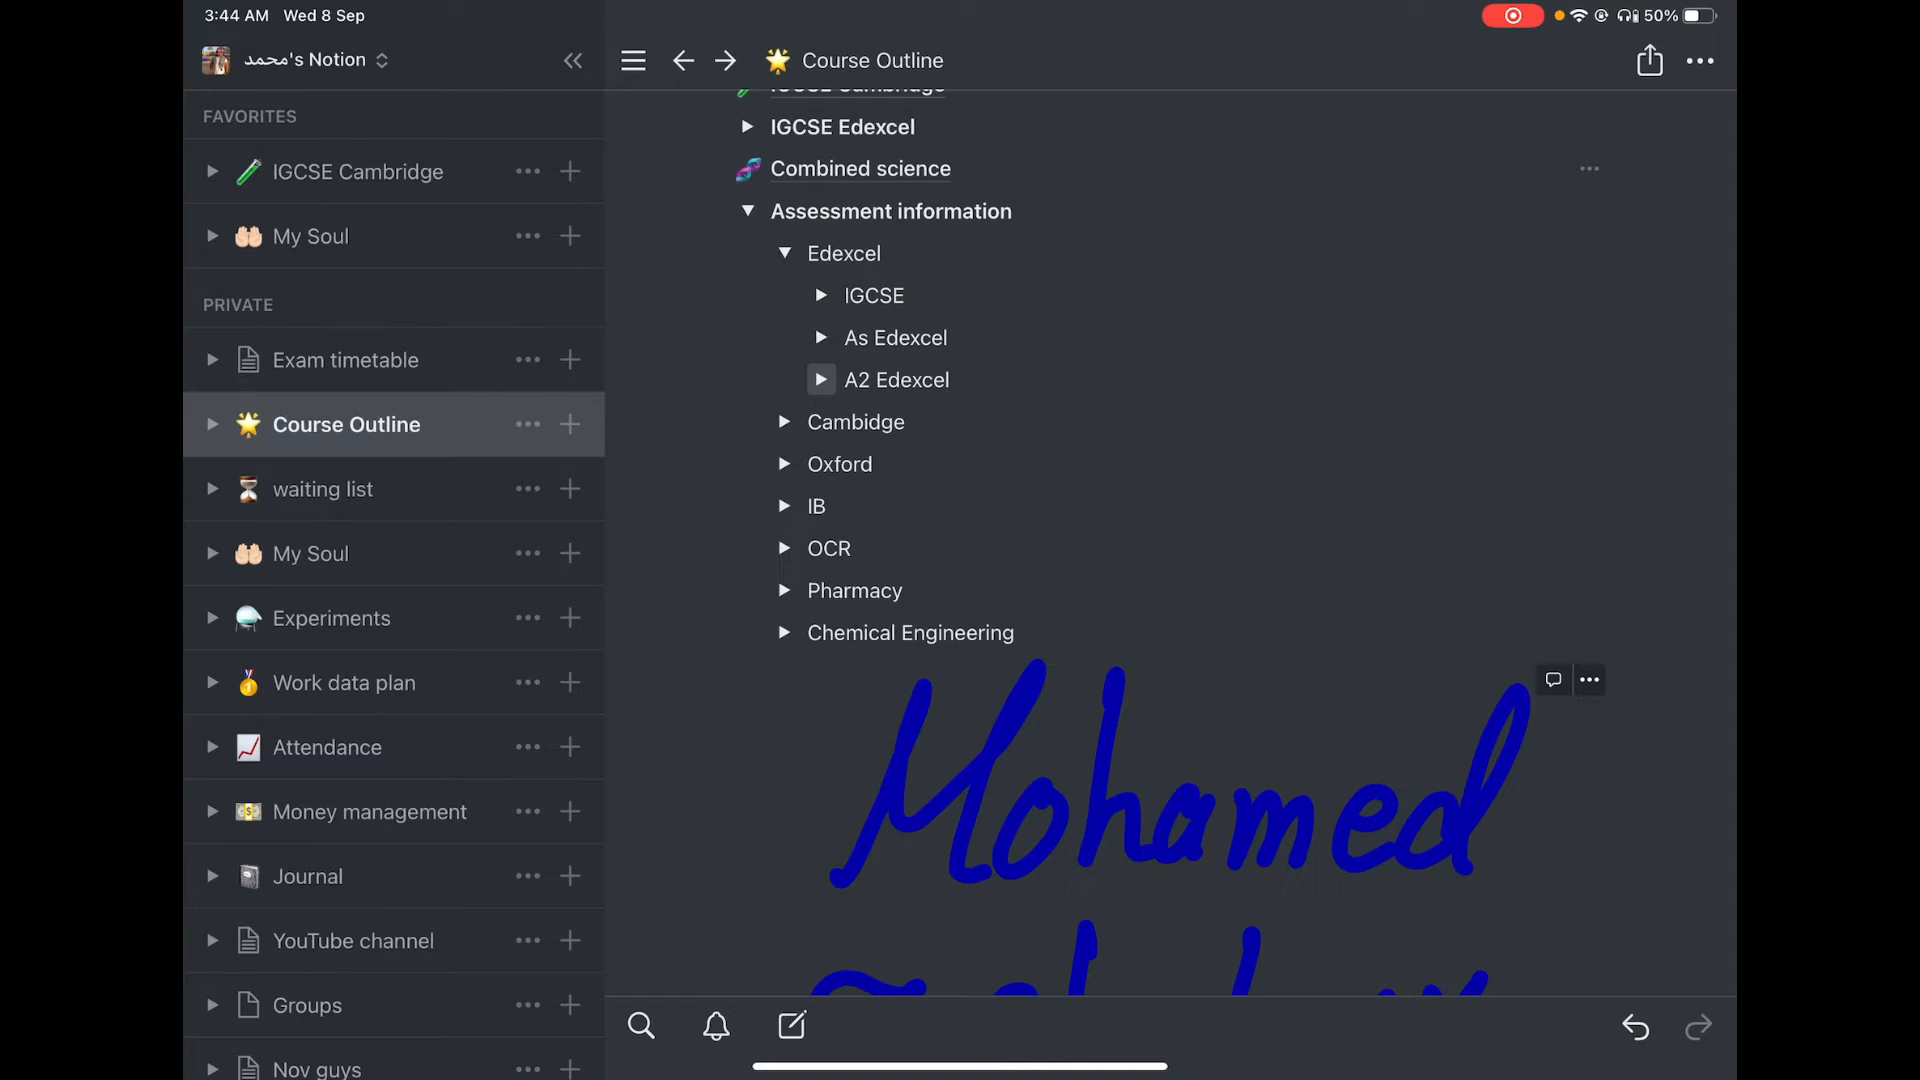 3:44 AM Wed 8 Sep
50%
محمد's Notion
Course Outline
FAVORITES
IGCSE Cambridge
My Soul
PRIVATE
Exam timetable
Course Outline
waiting list
My Soul
Experiments
Work data plan
Attendance
Money management
Journal
YouTube channel
Groups
Nov guys
IGCSE Cambridge
IGCSE Edexcel
Combined science
Assessment information
Edexcel
IGCSE
As Edexcel
A2 Edexcel
Cambidge
Oxford
IB
OCR
Pharmacy
Chemical Engineering
Mohamed